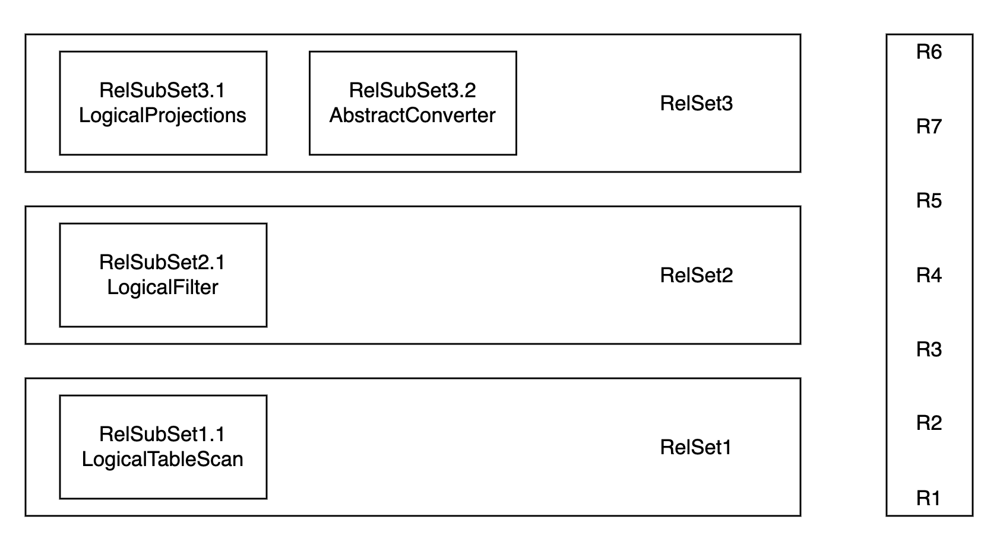 RelSubSet3.1
LogicalProjections
RelSubSet3.2
AbstractConverter
RelSet3
RelSubSet2.1
LogicalFilter
RelSet2
RelSubSet1.1
LogicalTableScan
RelSet1
R6
R7
R5
R4
R3
R2
R1